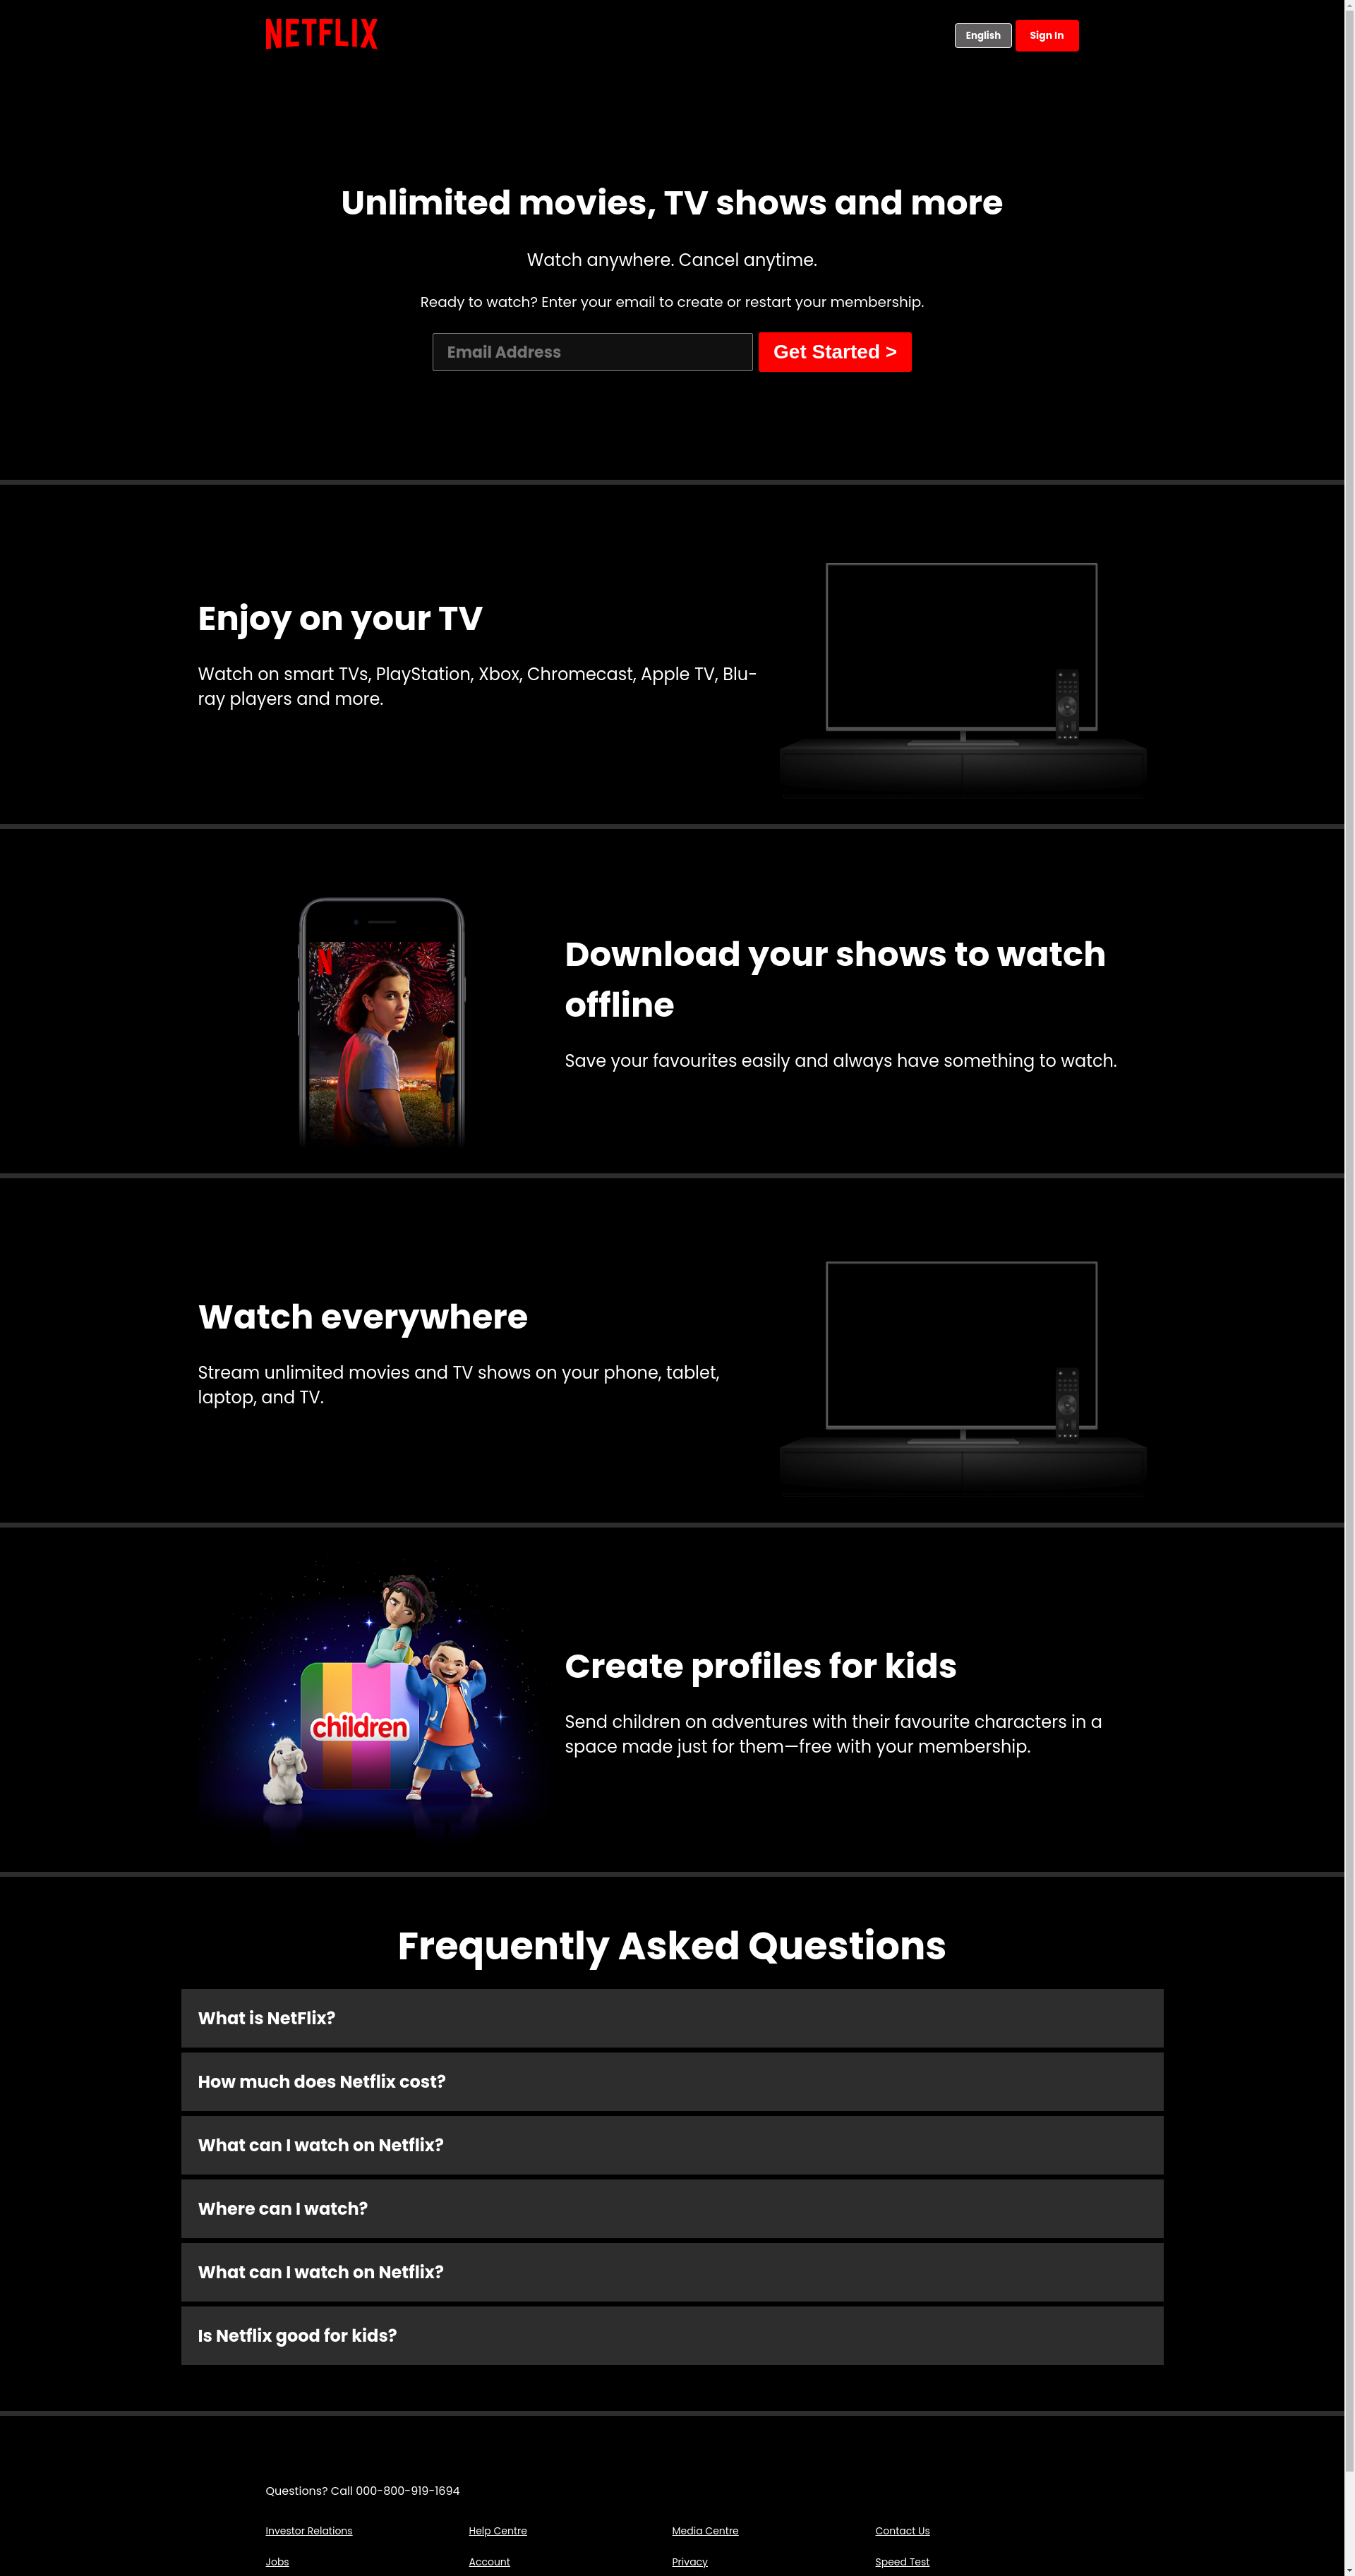 NETFLIX
English
Sign In
Unlimited movies, TV shows and more
Watch anywhere. Cancel anytime.
Ready to watch? Enter your email to create or restart your membership.
Email Address
Get Started >
Enjoy on your TV
Watch on smart TVs, PlayStation, Xbox, Chromecast, Apple TV, Blu-
ray players and more.
N
Download your shows to watch
offline
Save your favourites easily and always have something to watch.
Watch everywhere
Stream unlimited movies and TV shows on your phone, tablet,
laptop, and TV.
children
Create profiles for kids
Send children on adventures with their favourite characters in a
space made just for them—free with your membership.
Frequently Asked Questions
What is NetFlix?
How much does Netflix cost?
What can I watch on Netflix?
Where can I watch?
What can I watch on Netflix?
Is Netflix good for kids?
Questions? Call 000-800-919-1694
Investor Relations
Help Centre
Media Centre
Contact Us
Jobs
Account
Privacy
Speed Test